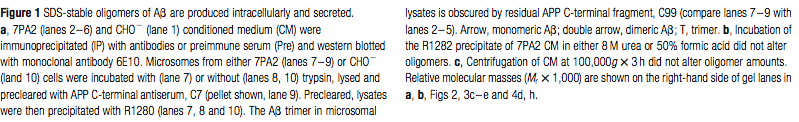 Figure 1 SDS-stable oligomers of Aβ are produced intracellularly and secreted.
a, 7PA2 (lanes 2–6) and CHO⁻ (lane 1) conditioned medium (CM) were
immunoprecipitated (IP) with antibodies or preimmune serum (Pre) and western blotted
with monoclonal antibody 6E10. Microsomes from either 7PA2 (lanes 7–9) or CHO⁻
(land 10) cells were incubated with (lane 7) or without (lanes 8, 10) trypsin, lysed and
precleared with APP C-terminal antiserum, C7 (pellet shown, lane 9). Precleared, lysates
were then precipitated with R1280 (lanes 7, 8 and 10). The Aβ trimer in microsomal
lysates is obscured by residual APP C-terminal fragment, C99 (compare lanes 7–9 with
lanes 2–5). Arrow, monomeric Aβ; double arrow, dimeric Aβ; T, trimer. b, Incubation of
the R1282 precipitate of 7PA2 CM in either 8 M urea or 50% formic acid did not alter
oligomers. c, Centrifugation of CM at 100,000g × 3 h did not alter oligomer amounts.
Relative molecular masses (Mᵣ × 1,000) are shown on the right-hand side of gel lanes in
a, b, Figs 2, 3c–e and 4d, h.